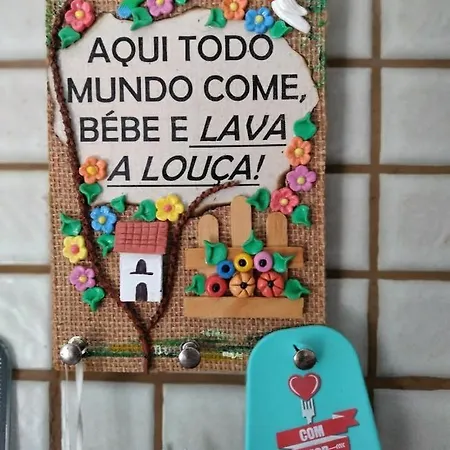 AQUI TODO
MUNDO COME,
BÉBE E LAVA
A LOUÇA!
COM